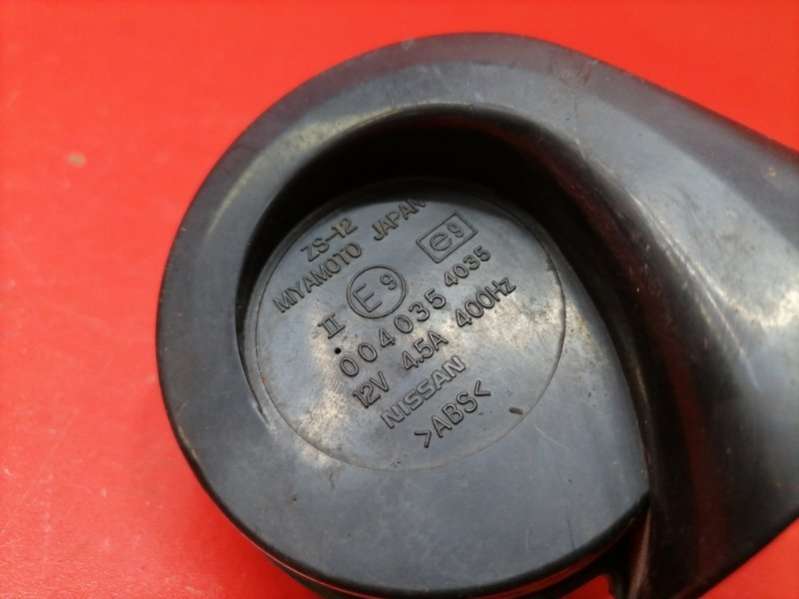 ZS-12
MIYAMOTO JAPAN
II E9 e9
004035 4035
12V 4.5A 400Hz
NISSAN
>ABS<